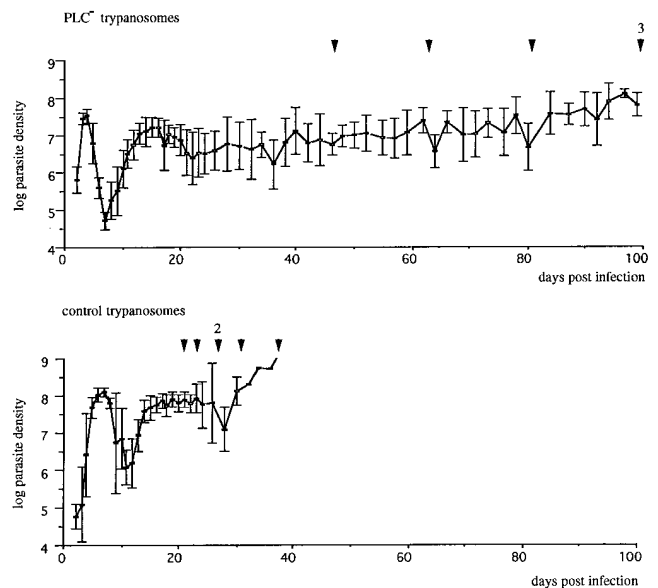 PLC⁻ trypanosomes
3
9
8
7
6
5
4
log parasite density
0 20 40 60 80 100
days post infection
control trypanosomes
2
9
8
7
6
5
4
log parasite density
0 20 40 60 80 100
days post infection